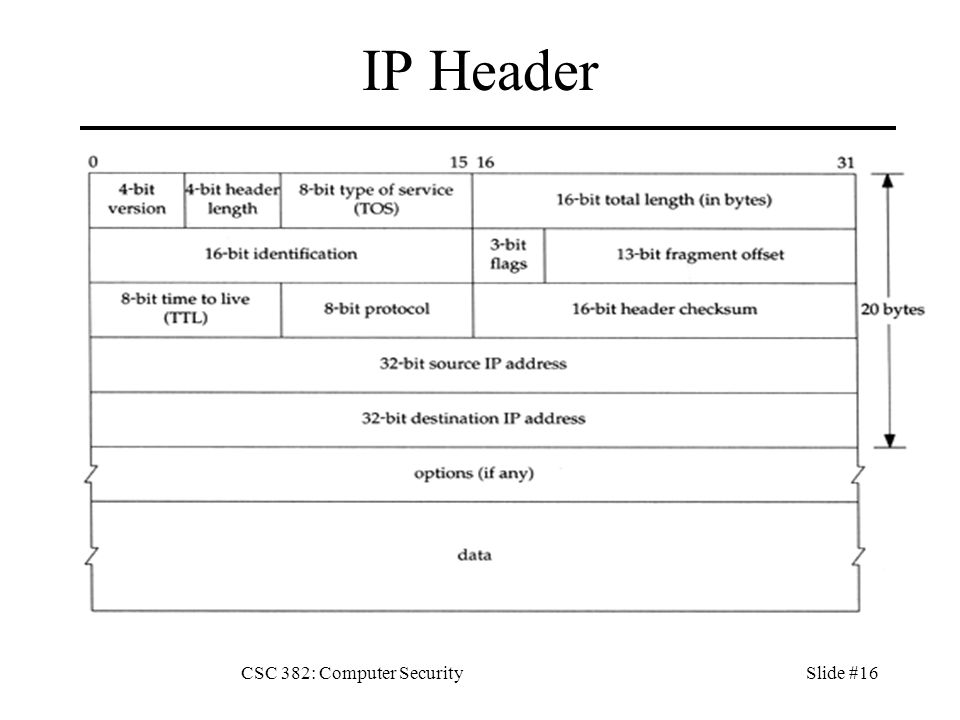 IP Header
0 15 16 31
4-bit version
4-bit header length
8-bit type of service (TOS)
16-bit total length (in bytes)
16-bit identification
3-bit flags
13-bit fragment offset
8-bit time to live (TTL)
8-bit protocol
16-bit header checksum
20 bytes
32-bit source IP address
32-bit destination IP address
options (if any)
data
CSC 382: Computer Security
Slide #16